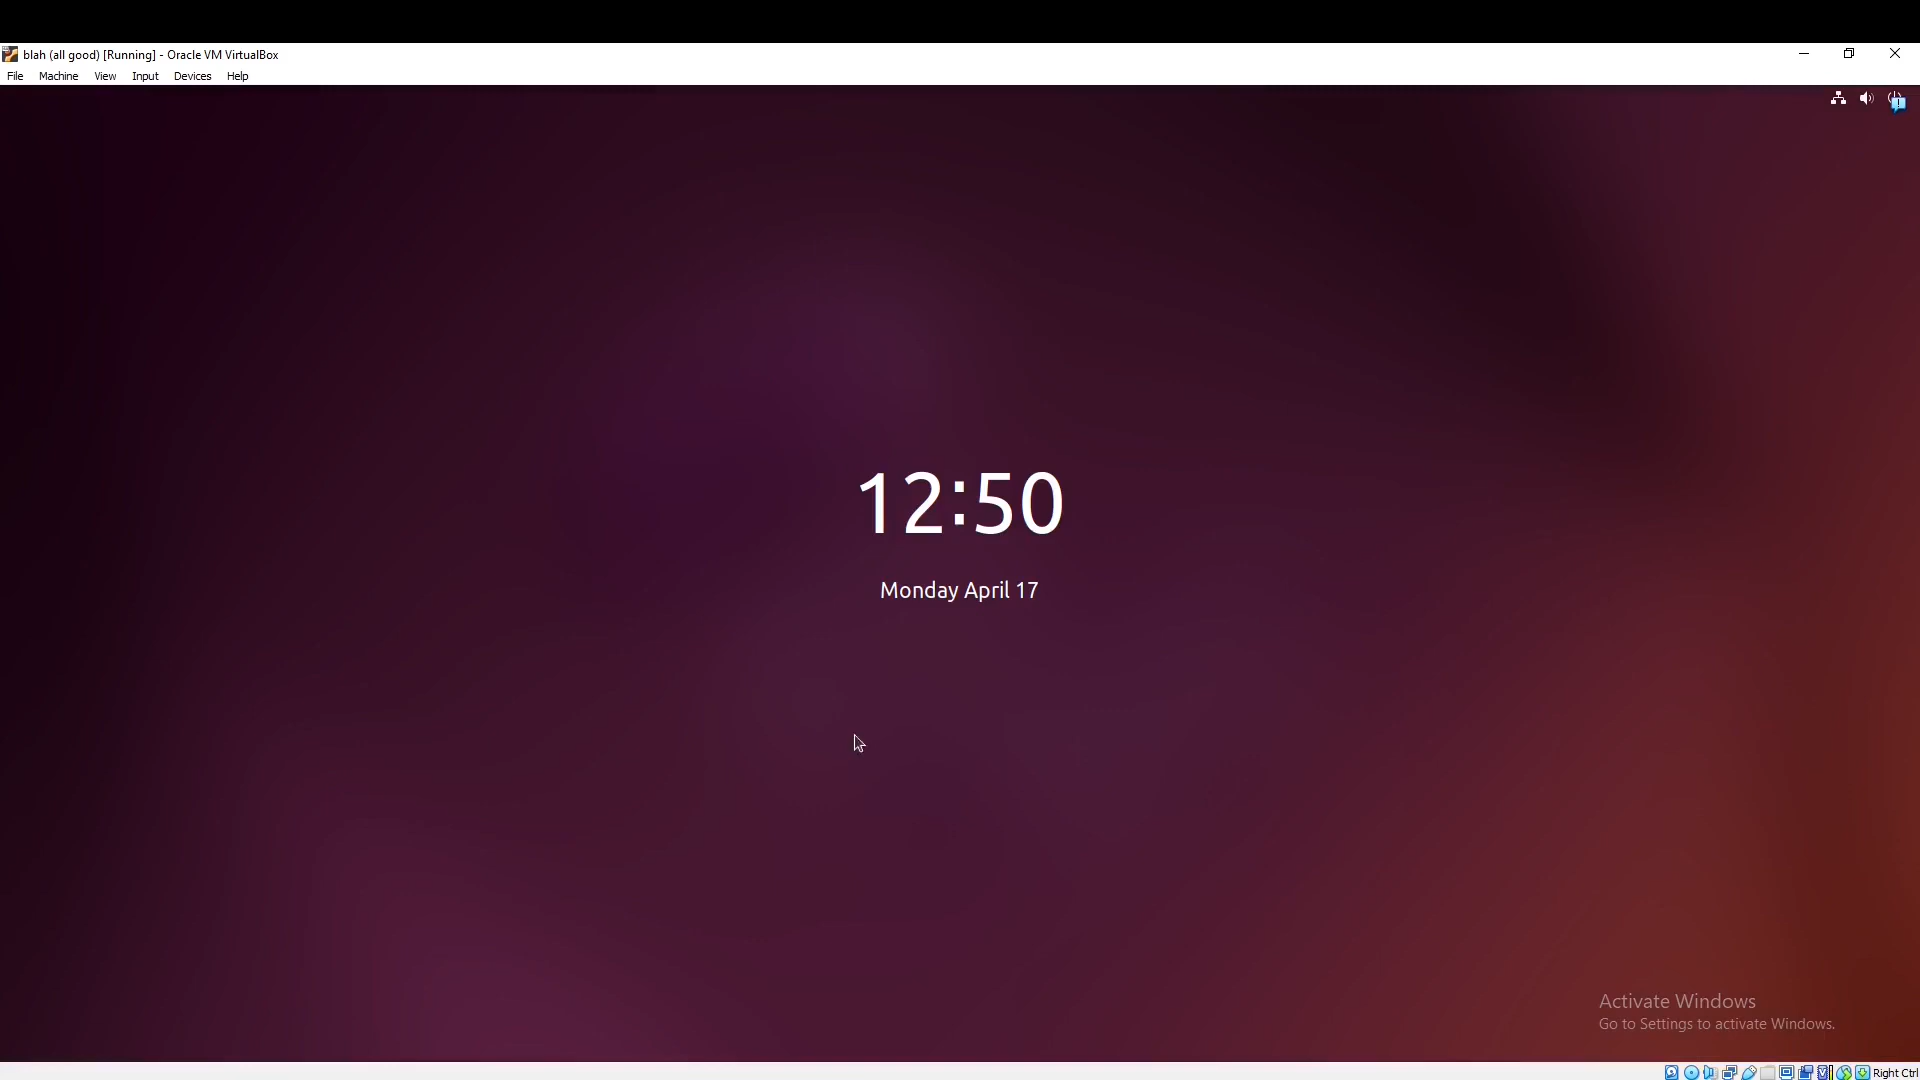 blah (all good) [Running] - Oracle VM VirtualBox
File Machine View Input Devices Help
12:50
Monday April 17
Activate Windows
Go to Settings to activate Windows.
Right Ctrl